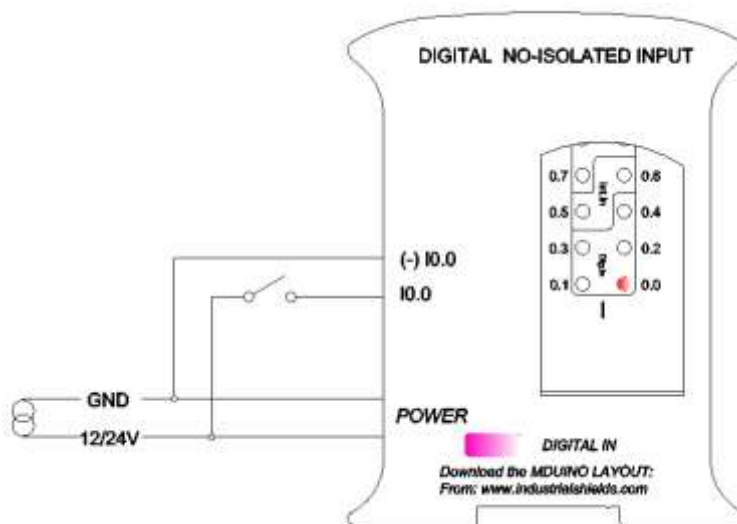 DIGITAL NO-ISOLATED INPUT
0.7 0.6
0.5 0.4
0.3 0.2
0.1 0.0
(-) I0.0
I0.0
GND
POWER
12/24V
DIGITAL IN
Download the MDUINO LAYOUT:
From: www.industrialshields.com